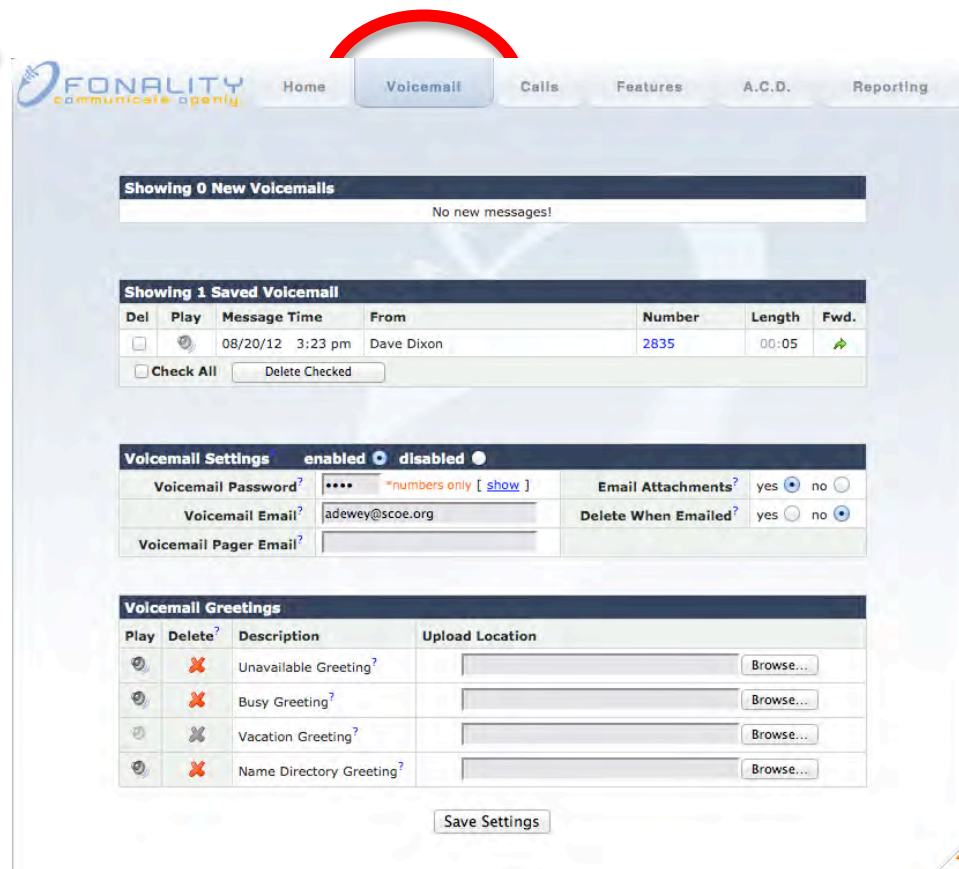 FONALITY Home Voicemail Calls Features A.C.D. Reporting
communicate openly
Showing 0 New Voicemails
No new messages!
Showing 1 Saved Voicemail
Del Play Message Time From Number Length Fwd.
08/20/12 3:23 pm Dave Dixon 2835 00:05
Check All Delete Checked
Voicemail Settings? enabled disabled
Voicemail Password? •••• *numbers only [ show ] Email Attachments? yes no
Voicemail Email? adewey@scoe.org Delete When Emailed? yes no
Voicemail Pager Email?
Voicemail Greetings
Play Delete? Description Upload Location
Unavailable Greeting? Browse...
Busy Greeting? Browse...
Vacation Greeting? Browse...
Name Directory Greeting? Browse...
Save Settings